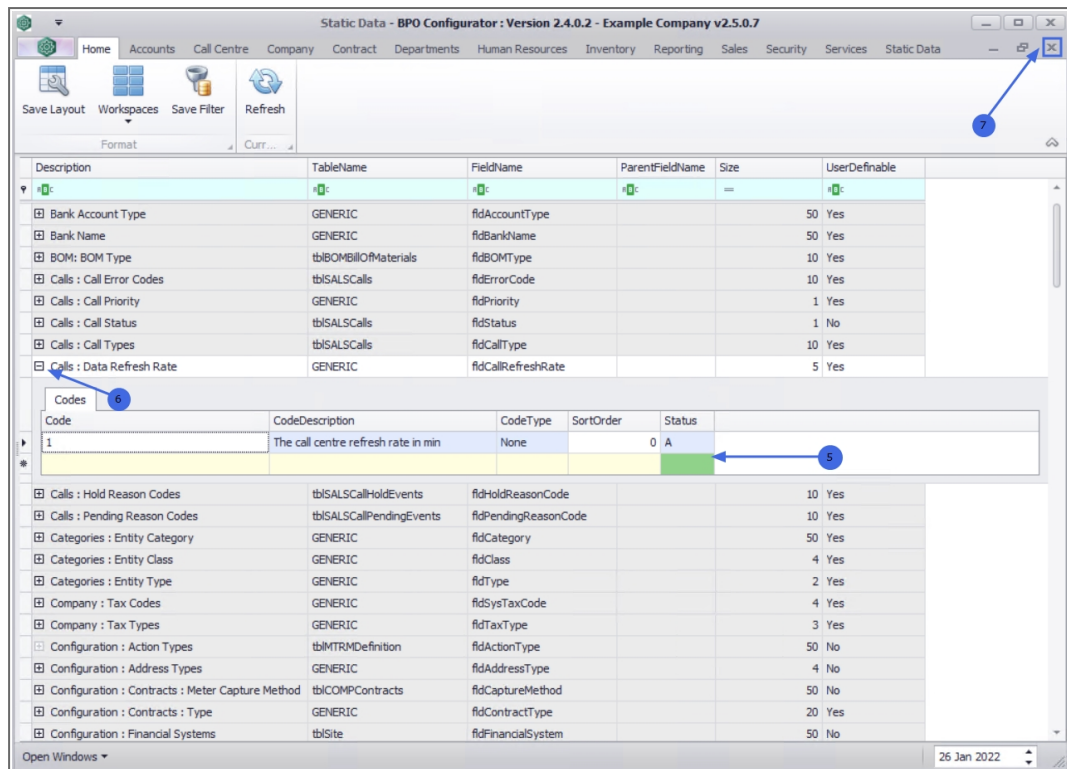 Static Data - BPO Configurator : Version 2.4.0.2 - Example Company v2.5.0.7
Home Accounts Call Centre Company Contract Departments Human Resources Inventory Reporting Sales Security Services Static Data
7
Save Layout Workspaces Save Filter Refresh
Format Curr...
Description TableName FieldName ParentFieldName Size UserDefinable
Bank Account Type GENERIC fldAccountType 50 Yes
Bank Name GENERIC fldBankName 50 Yes
BOM: BOM Type tblBOMBillOfMaterials fldBOMType 10 Yes
Calls : Call Error Codes tblSALSCalls fldErrorCode 10 Yes
Calls : Call Priority GENERIC fldPriority 1 Yes
Calls : Call Status tblSALSCalls fldStatus 1 No
Calls : Call Types tblSALSCalls fldCallType 10 Yes
Calls : Data Refresh Rate GENERIC fldCallRefreshRate 5 Yes
Codes 6
Code CodeDescription CodeType SortOrder Status
1 The call centre refresh rate in min None 0 A
5
Calls : Hold Reason Codes tblSALSCallHoldEvents fldHoldReasonCode 10 Yes
Calls : Pending Reason Codes tblSALSCallPendingEvents fldPendingReasonCode 10 Yes
Categories : Entity Category GENERIC fldCategory 50 Yes
Categories : Entity Class GENERIC fldClass 4 Yes
Categories : Entity Type GENERIC fldType 2 Yes
Company : Tax Codes GENERIC fldSysTaxCode 4 Yes
Company : Tax Types GENERIC fldTaxType 3 Yes
Configuration : Action Types tblMTRMDefinition fldActionType 50 No
Configuration : Address Types GENERIC fldAddressType 4 No
Configuration : Contracts : Meter Capture Method tblCOMPContracts fldCaptureMethod 50 No
Configuration : Contracts : Type GENERIC fldContractType 20 Yes
Configuration : Financial Systems tblSite fldFinancialSystem 50 No
Open Windows 26 Jan 2022